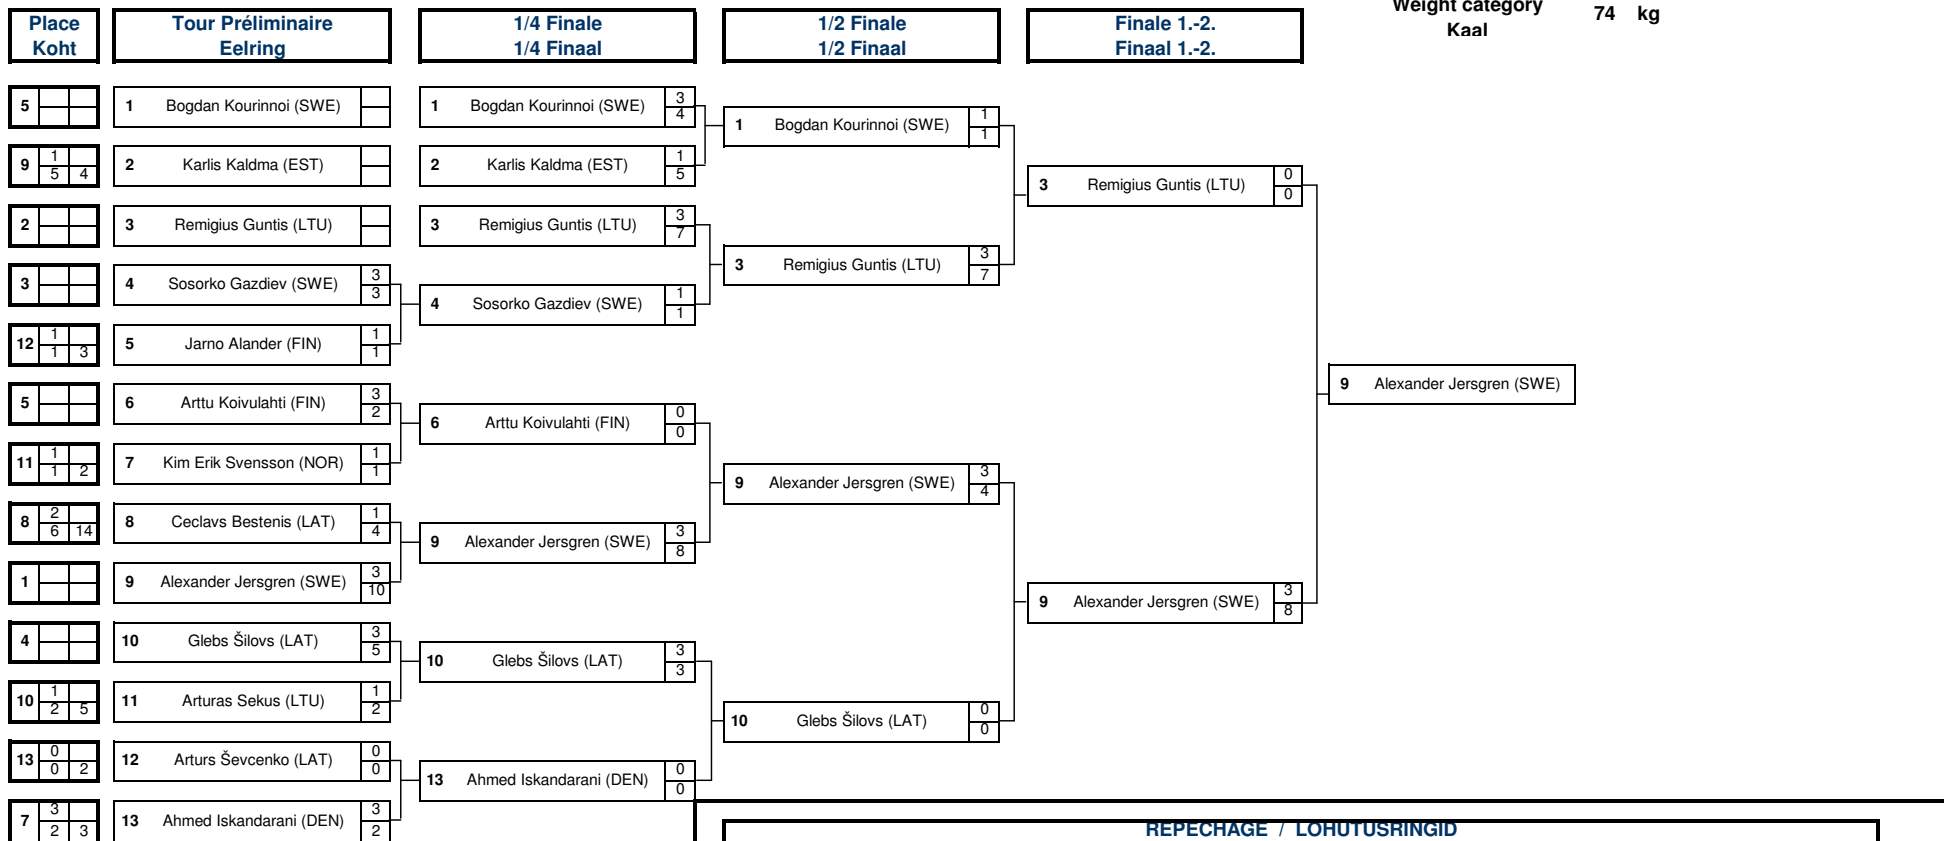 Weight category 74 kg
Kaal
Place Tour Préliminaire 1/4 Finale 1/2 Finale Finale 1.-2.
Koht Eelring 1/4 Finaal 1/2 Finaal Finaal 1.-2.
5
1 Bogdan Kourinnoi (SWE)
9 1 5 4
2 Karlis Kaldma (EST)
2
3 Remigius Guntis (LTU)
3
4 Sosorko Gazdiev (SWE) 3 3
12 1 1 3
5 Jarno Alander (FIN) 1 1
5
6 Arttu Koivulahti (FIN) 3 2
11 1 1 2
7 Kim Erik Svensson (NOR) 1 1
8 2 6 14
8 Ceclavs Bestenis (LAT) 1 4
1
9 Alexander Jersgren (SWE) 3 10
4
10 Glebs Šilovs (LAT) 3 5
10 1 2 5
11 Arturas Sekus (LTU) 1 2
13 0 0 2
12 Arturs Ševcenko (LAT) 0 0
7 3 2 3
13 Ahmed Iskandarani (DEN) 3 2
1 Bogdan Kourinnoi (SWE) 3 4
2 Karlis Kaldma (EST) 1 5
3 Remigius Guntis (LTU) 3 7
4 Sosorko Gazdiev (SWE) 1 1
6 Arttu Koivulahti (FIN) 0 0
9 Alexander Jersgren (SWE) 3 8
10 Glebs Šilovs (LAT) 3 3
13 Ahmed Iskandarani (DEN) 0 0
1 Bogdan Kourinnoi (SWE) 1 1
3 Remigius Guntis (LTU) 3 7
9 Alexander Jersgren (SWE) 3 4
10 Glebs Šilovs (LAT) 0 0
3 Remigius Guntis (LTU) 0 0
9 Alexander Jersgren (SWE) 3 8
9 Alexander Jersgren (SWE)
REPECHAGE / LOHUTUSRINGID